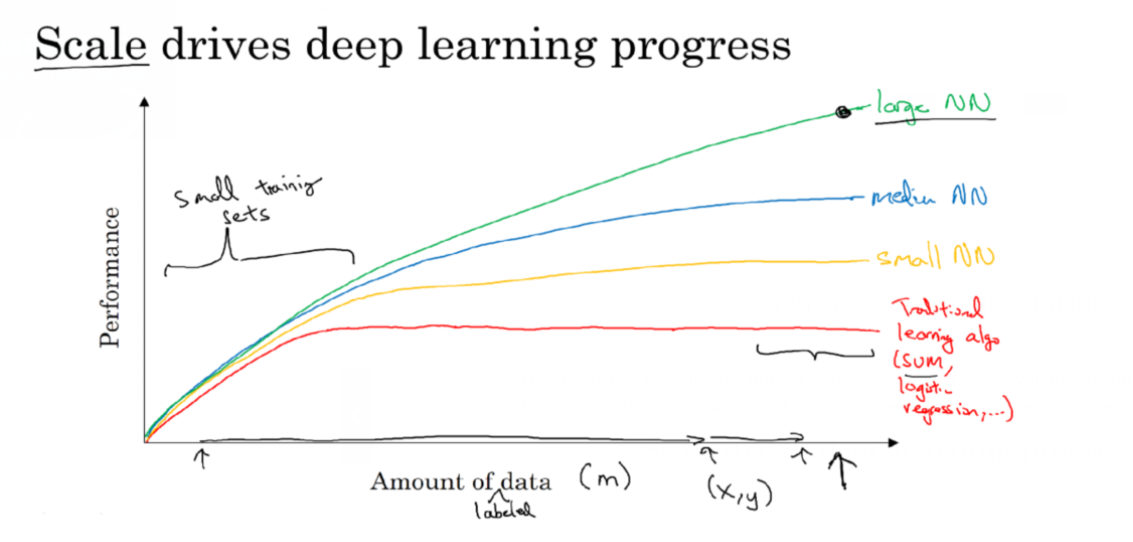 Scale drives deep learning progress
large NN
small training
sets
medium NN
small NN
Performance
Traditional
learning algo
(SVM,
logistic
regression,...)
Amount of data (m)
labeled
(x,y)